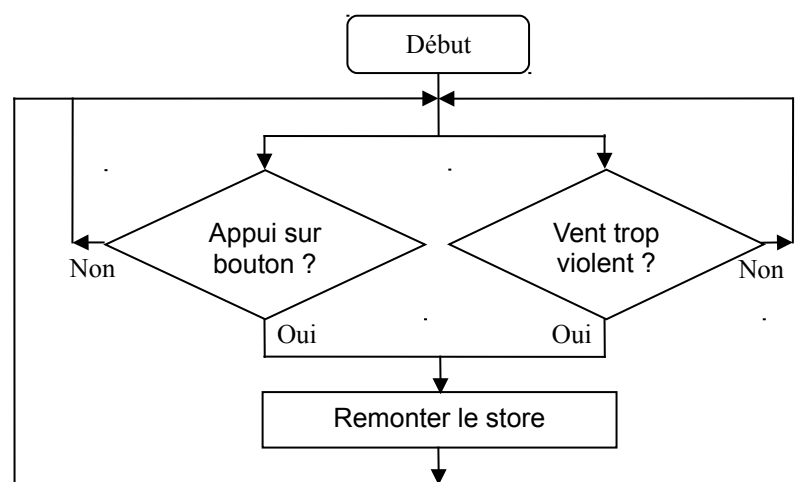 Début
Appui sur
bouton ?
Vent trop
violent ?
Non
Non
Oui
Oui
Remonter le store